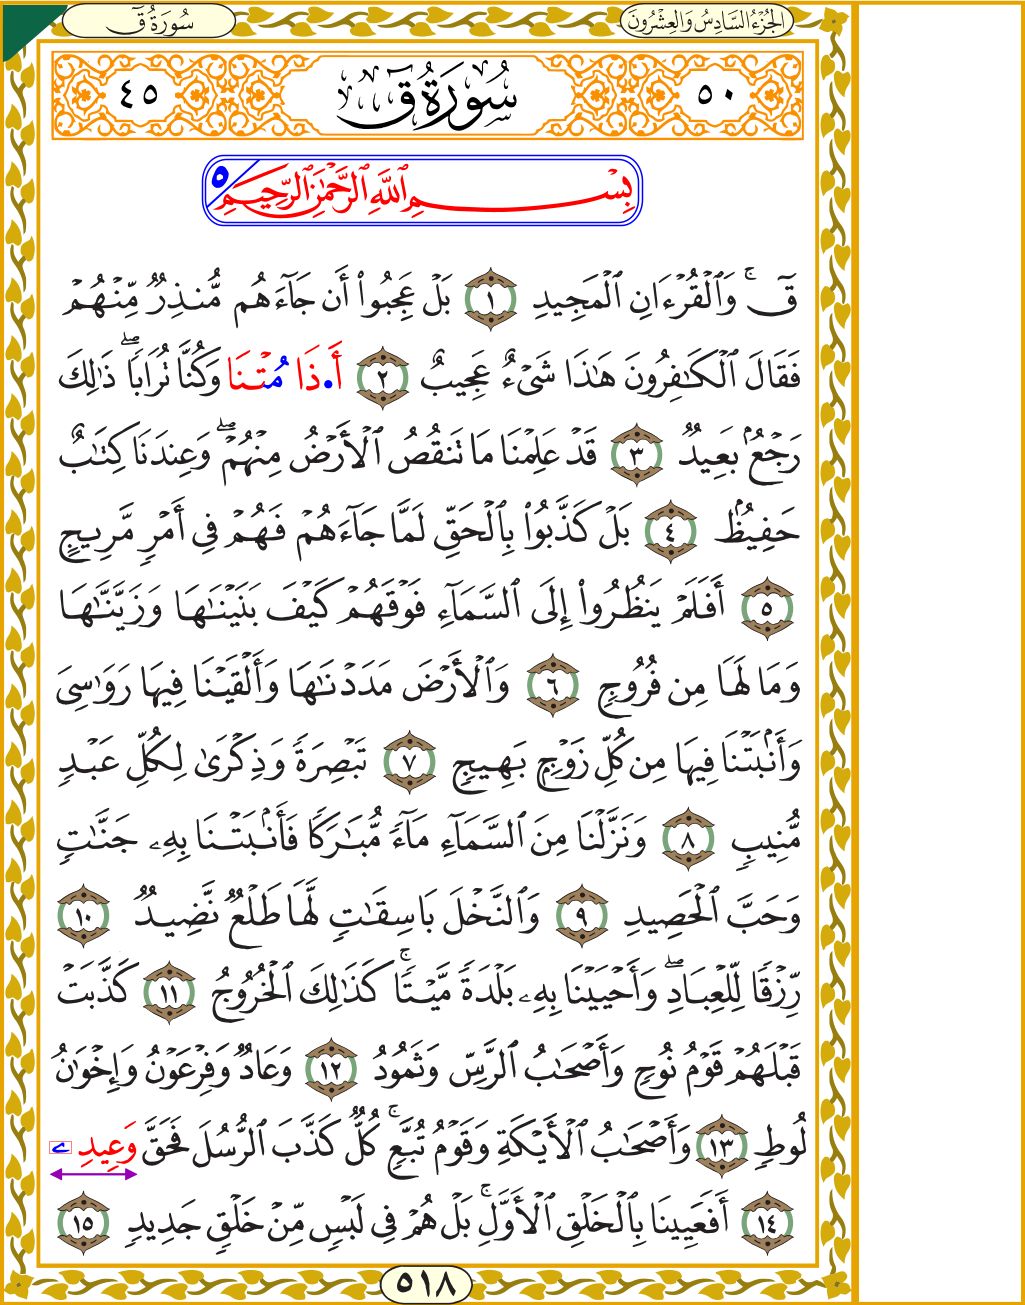 الجُزْءُ السَّادِسُ وَالعِشْرُونَ
سُورَةُ قٓ
٥٠
سُورَةُ قٓ
٤٥
بِسْمِ ٱللَّهِ ٱلرَّحْمَٰنِ ٱلرَّحِيمِ ٥
قٓۚ وَٱلْقُرْءَانِ ٱلْمَجِيدِ ١ بَلْ عَجِبُوٓا۟ أَن جَآءَهُم مُّنذِرٌ مِّنْهُمْ
فَقَالَ ٱلْكَٰفِرُونَ هَٰذَا شَىْءٌ عَجِيبٌ ٢ أَ•ذَا مُتْنَا وَكُنَّا تُرَابًاۖ ذَٰلِكَ
رَجْعٌۢ بَعِيدٌ ٣ قَدْ عَلِمْنَا مَا تَنقُصُ ٱلْأَرْضُ مِنْهُمْۖ وَعِندَنَا كِتَٰبٌ
حَفِيظٌۢ ٤ بَلْ كَذَّبُوا۟ بِٱلْحَقِّ لَمَّا جَآءَهُمْ فَهُمْ فِىٓ أَمْرٍ مَّرِيجٍ
٥ أَفَلَمْ يَنظُرُوٓا۟ إِلَى ٱلسَّمَآءِ فَوْقَهُمْ كَيْفَ بَنَيْنَٰهَا وَزَيَّنَّٰهَا
وَمَا لَهَا مِن فُرُوجٍ ٦ وَٱلْأَرْضَ مَدَدْنَٰهَا وَأَلْقَيْنَا فِيهَا رَوَٰسِىَ
وَأَنۢبَتْنَا فِيهَا مِن كُلِّ زَوْجٍۭ بَهِيجٍ ٧ تَبْصِرَةً وَذِكْرَىٰ لِكُلِّ عَبْدٍ
مُّنِيبٍ ٨ وَنَزَّلْنَا مِنَ ٱلسَّمَآءِ مَآءً مُّبَٰرَكًا فَأَنۢبَتْنَا بِهِۦ جَنَّٰتٍ
وَحَبَّ ٱلْحَصِيدِ ٩ وَٱلنَّخْلَ بَاسِقَٰتٍ لَّهَا طَلْعٌ نَّضِيدٌ ١٠
رِّزْقًا لِّلْعِبَادِۖ وَأَحْيَيْنَا بِهِۦ بَلْدَةً مَّيْتًاۚ كَذَٰلِكَ ٱلْخُرُوجُ ١١ كَذَّبَتْ
قَبْلَهُمْ قَوْمُ نُوحٍ وَأَصْحَٰبُ ٱلرَّسِّ وَثَمُودُ ١٢ وَعَادٌ وَفِرْعَوْنُ وَإِخْوَٰنُ
لُوطٍ ١٣ وَأَصْحَٰبُ ٱلْأَيْكَةِ وَقَوْمُ تُبَّعٍۚ كُلٌّ كَذَّبَ ٱلرُّسُلَ فَحَقَّ وَعِيدِ ے
١٤ أَفَعَيِينَا بِٱلْخَلْقِ ٱلْأَوَّلِۚ بَلْ هُمْ فِى لَبْسٍ مِّنْ خَلْقٍ جَدِيدٍ ١٥
٥١٨